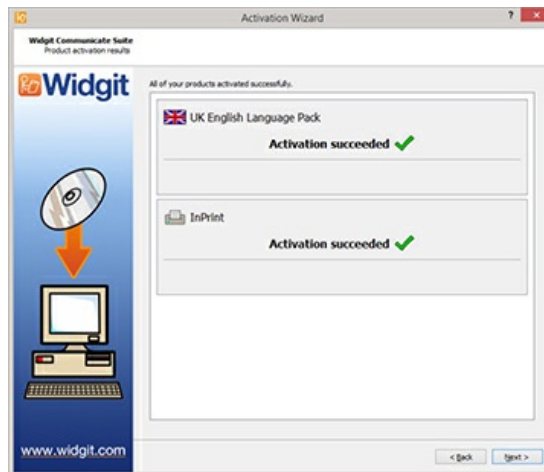 Activation Wizard
?
Widgit Communicate Suite
Product activation results
Widgit
All of your products activated successfully.
UK English Language Pack
Activation succeeded
InPrint
Activation succeeded
www.widgit.com
< Back
Next >